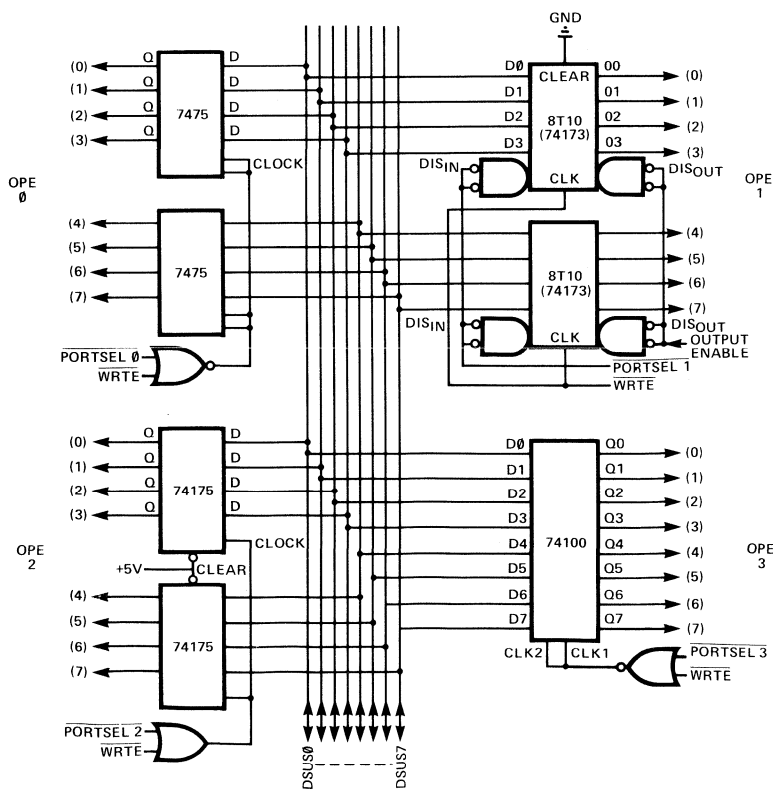 GND
(0) Q D DØ CLEAR 00 (0)
(1) Q D D1 01 (1)
7475 8T10
(2) Q D D2 (74173) 02 (2)
(3) Q D D3 03 (3)
CLOCK DISIN CLK DISOUT
OPE
Ø
OPE
1
(4) (4)
(5) 7475 8T10 (5)
(6) (74173) (6)
(7) (7)
DISIN CLK DISOUT
OUTPUT
ENABLE
PORTSEL Ø
WRTE
PORTSEL 1
WRTE
(0) Q D DØ Q0 (0)
(1) Q D D1 Q1 (1)
74175
(2) Q D D2 Q2 (2)
(3) Q D D3 Q3 (3)
CLOCK D4 74100 Q4 (4)
OPE
2
+5V CLEAR
OPE
3
(4) D5 Q5 (5)
(5) D6 Q6 (6)
74175
(6) D7 Q7 (7)
(7)
CLK2 CLK1 PORTSEL 3
WRTE
PORTSEL 2
WRTE
DSUSØ DSUS7